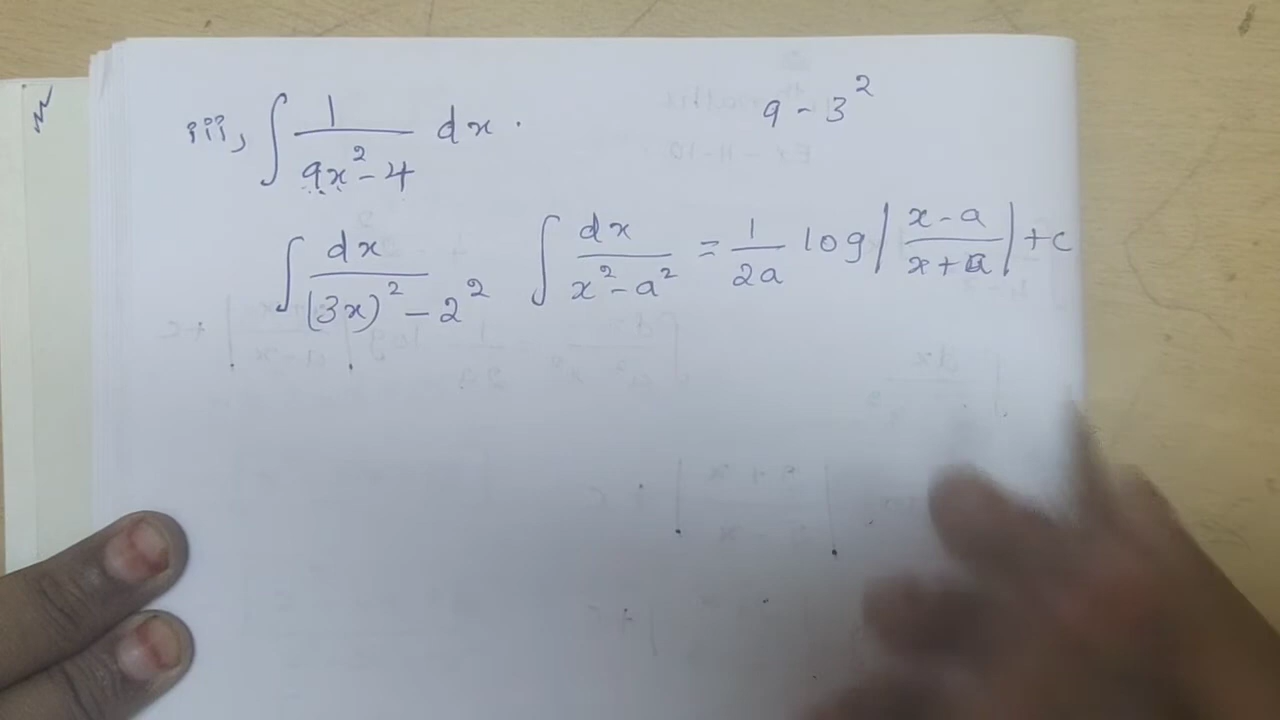 iii, ∫ 1/(9x² - 4) dx. 9 - 3²
∫ dx/((3x)² - 2²) ∫ dx/(x² - a²) = 1/(2a) log |(x - a)/(x + a)| + c